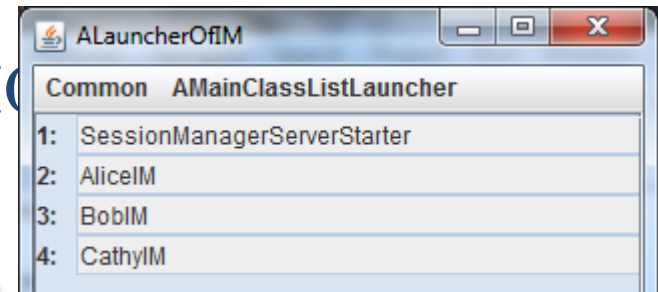 ALauncherOfIM
(
Common AMainClassListLauncher
1: SessionManagerServerStarter
2: AliceIM
3: BobIM
4: CathyIM